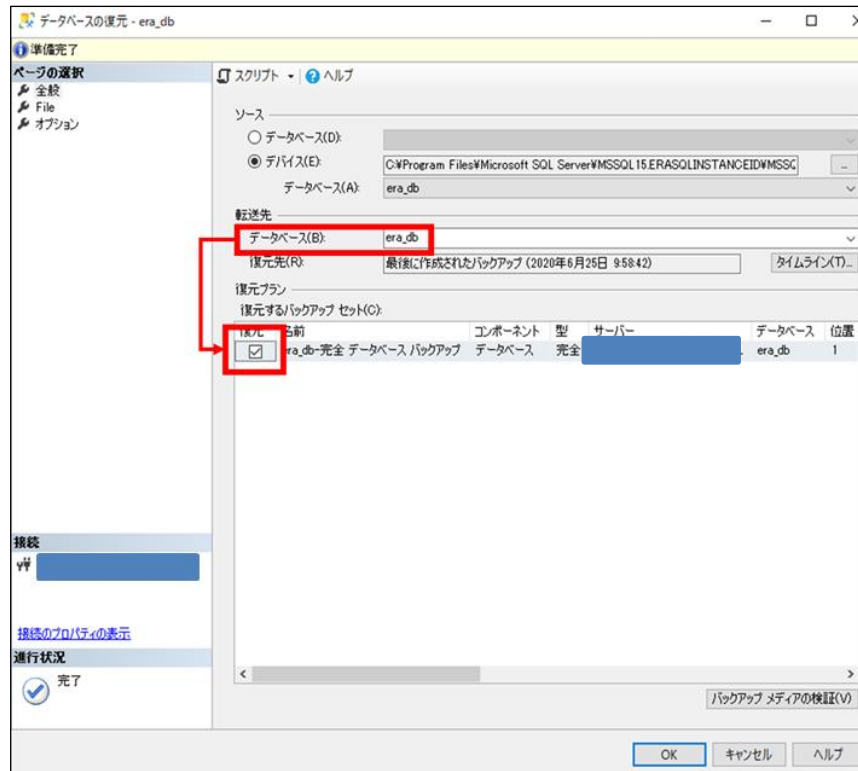 データベースの復元 - era_db
準備完了
ページの選択
全般
File
オプション
スクリプト ヘルプ
ソース
データベース(D):
デバイス(E): C:¥Program Files¥Microsoft SQL Server¥MSSQL15.ERASQLINSTANCEID¥MSSQ ...
データベース(A): era_db
転送先
データベース(B): era_db
復元先(R): 最後に作成されたバックアップ (2020年6月25日 9:58:42) タイムライン(T)...
復元プラン
復元するバックアップ セット(C):
復元 名前 コンポーネント 型 サーバー データベース 位置
era_db-完全 データベース バックアップ データベース 完全 era_db 1
接続
接続のプロパティの表示
進行状況
完了
バックアップ メディアの検証(V)
OK キャンセル ヘルプ